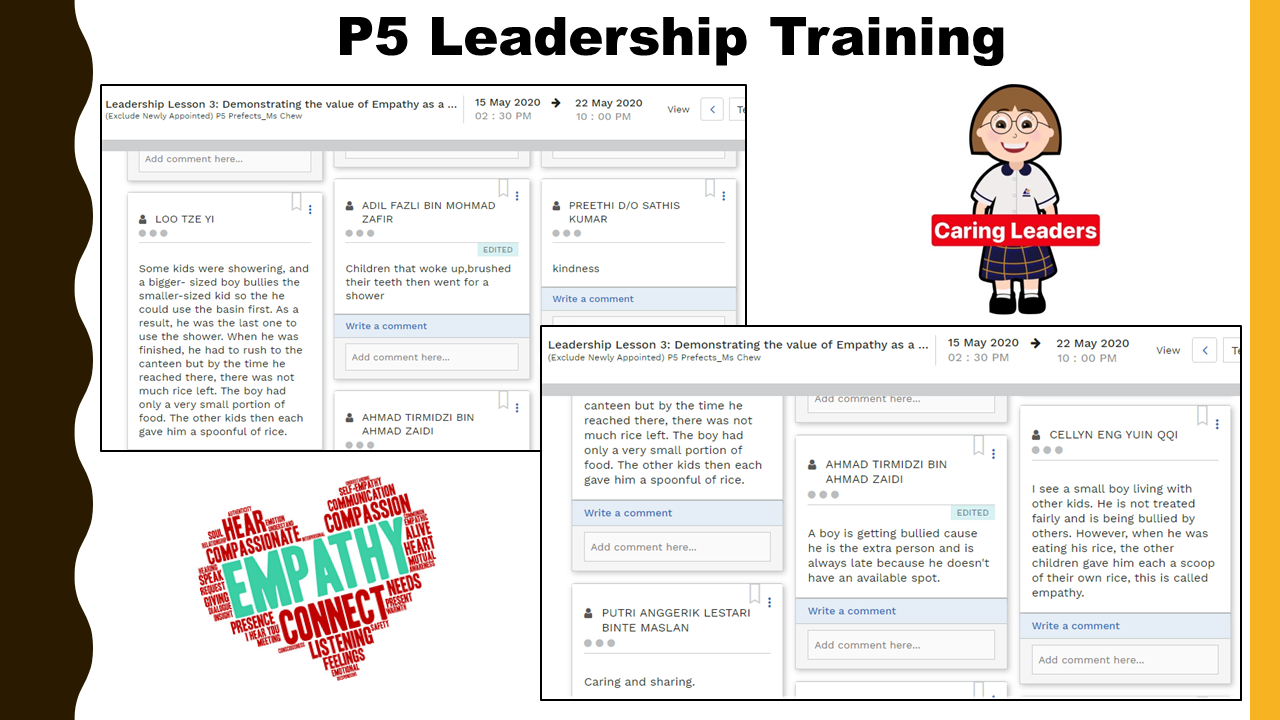 P5 Leadership Training
Leadership Lesson 3: Demonstrating the value of Empathy as a ...
(Exclude Newly Appointed) P5 Prefects_Ms Chew
15 May 2020
02 : 30 PM
22 May 2020
10 : 00 PM
View
Add comment here...
LOO TZE YI
Some kids were showering, and
a bigger- sized boy bullies the
smaller-sized kid so the he
could use the basin first. As a
result, he was the last one to
use the shower. When he was
finished, he had to rush to the
canteen but by the time he
reached there, there was not
much rice left. The boy had
only a very small portion of
food. The other kids then each
gave him a spoonful of rice.
ADIL FAZLI BIN MOHMAD
ZAFIR
EDITED
Children that woke up,brushed
their teeth then went for a
shower
Write a comment
Add comment here...
AHMAD TIRMIDZI BIN
AHMAD ZAIDI
PREETHI D/O SATHIS
KUMAR
kindness
Write a comment
Caring Leaders
Leadership Lesson 3: Demonstrating the value of Empathy as a ...
(Exclude Newly Appointed) P5 Prefects_Ms Chew
15 May 2020
02 : 30 PM
22 May 2020
10 : 00 PM
View
canteen but by the time he
reached there, there was not
much rice left. The boy had
only a very small portion of
food. The other kids then each
gave him a spoonful of rice.
Write a comment
Add comment here...
PUTRI ANGGERIK LESTARI
BINTE MASLAN
Caring and sharing.
Add comment here...
AHMAD TIRMIDZI BIN
AHMAD ZAIDI
EDITED
A boy is getting bullied cause
he is the extra person and is
always late because he doesn't
have an available spot.
Write a comment
Add comment here...
CELLYN ENG YUIN QQI
I see a small boy living with
other kids. He is not treated
fairly and is being bullied by
others. However, when he was
eating his rice, the other
children gave him each a scoop
of their own rice, this is called
empathy.
Write a comment
Add comment here...
SELF-EMPATHY
COMMUNICATION
COMPASSION
AUTHENTICITY
SOUL
HEAR
EMOTION
UNDERSTAND
COMPASSIONATE
EMPATHIC
ALIVE
HEART
MUTUAL
AWARENESS
HEARING
SPEAK
REQUEST
GIVING
DIALOGUE
INSIGHT
EMPATHY
PRESENCE
I HEAR YOU
MEETING
CONNECT
NEEDS
PRESENT
WARMTH
CONSCIOUSNESS
LISTENING
SAFETY
FEELINGS
EMOTIONAL